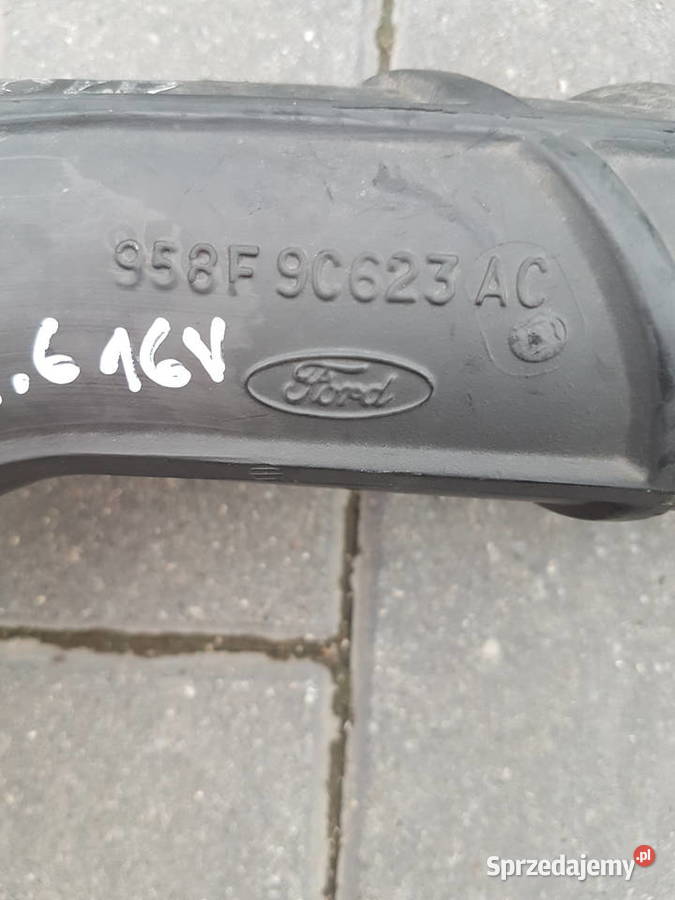 958F 9C623 AC
.6 16V
Ford
Sprzedajemy.pl